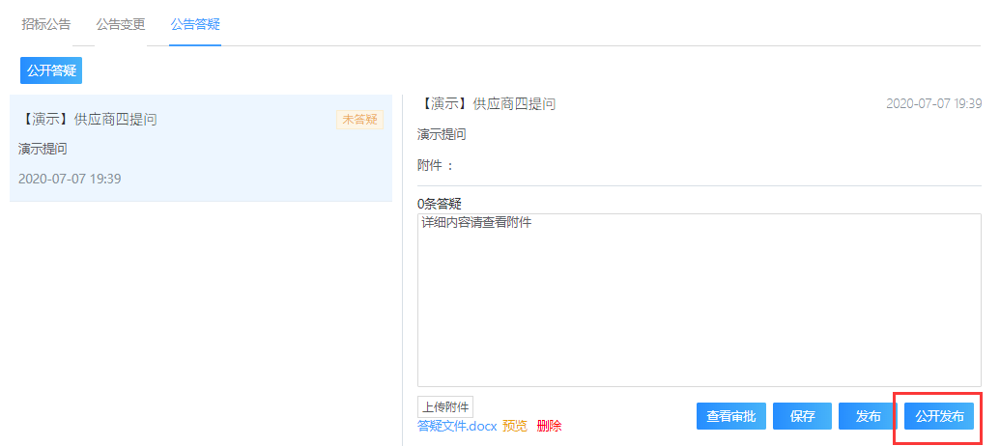 招标公告 公告变更 公告答疑
公开答疑
【演示】供应商四提问 未答疑
演示提问
2020-07-07 19:39
【演示】供应商四提问 2020-07-07 19:39
演示提问
附件 :
0条答疑
详细内容请查看附件
上传附件
答疑文件.docx 预览 删除
查看审批 保存 发布 公开发布